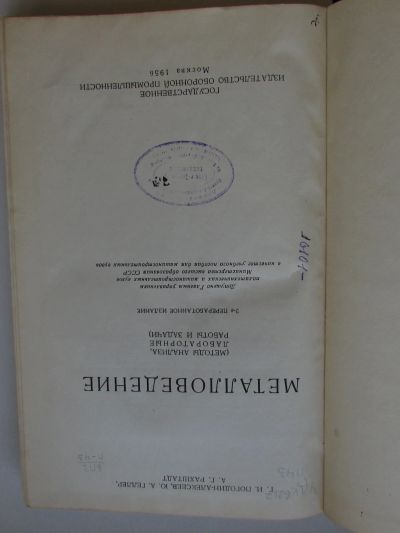 Г. И. ПОГОДИН-АЛЕКСЕЕВ, Ю. А. ГЕЛЛЕР,
А. Г. РАХШТАДТ
МЕТАЛЛОВЕДЕНИЕ
(МЕТОДЫ АНАЛИЗА,
ЛАБОРАТОРНЫЕ
РАБОТЫ И ЗАДАЧИ)
2-е ПЕРЕРАБОТАННОЕ ИЗДАНИЕ
Допущено Главным управлением
политехнических и машиностроительных вузов
Министерства высшего образования СССР
в качестве учебного пособия для машиностроительных вузов
ГОСУДАРСТВЕННОЕ
ИЗДАТЕЛЬСТВО ОБОРОННОЙ ПРОМЫШЛЕННОСТИ
Москва 1956